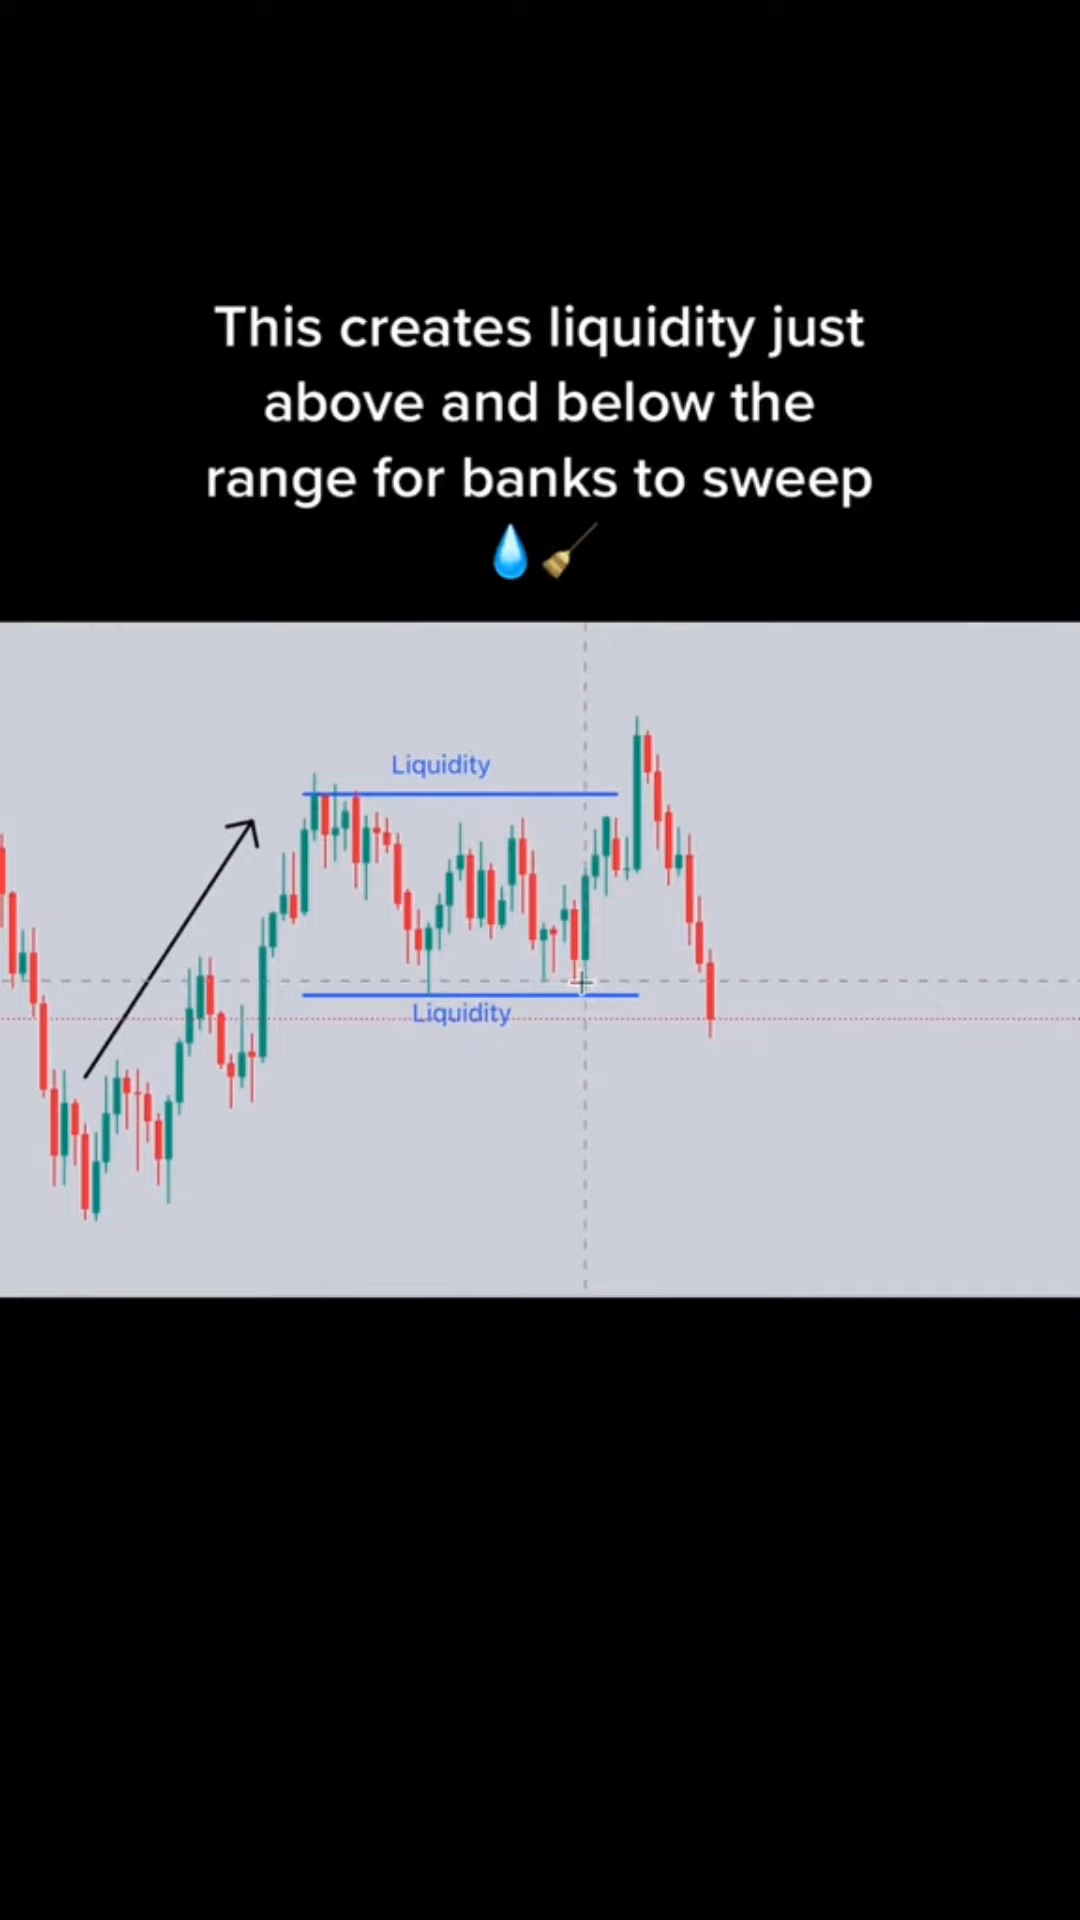 This creates liquidity just
above and below the
range for banks to sweep
💧🧹
Liquidity
Liquidity